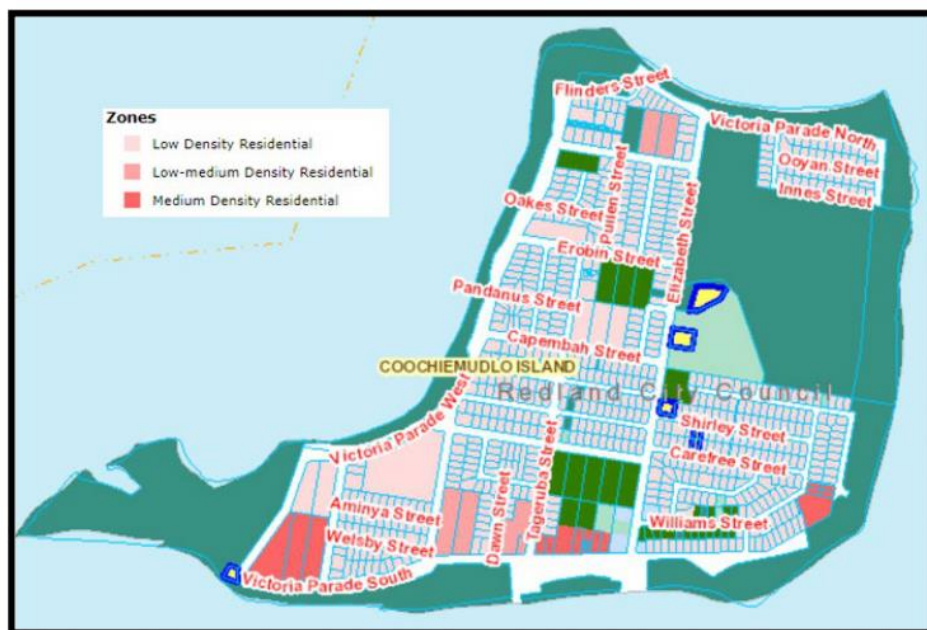 Zones
Low Density Residential
Low-medium Density Residential
Medium Density Residential
Flinders Street
Victoria Parade North
Ooyan Street
Innes Street
Pullen Street
Oakes Street
Elizabeth Street
Erobin Street
Pandanus Street
Capembah Street
COOCHIEMUDLO ISLAND
Redland City Council
Victoria Parade West
Shirley Street
Carefree Street
Tageruba Street
Dawn Street
Aminya Street
Williams Street
Welsby Street
Victoria Parade South